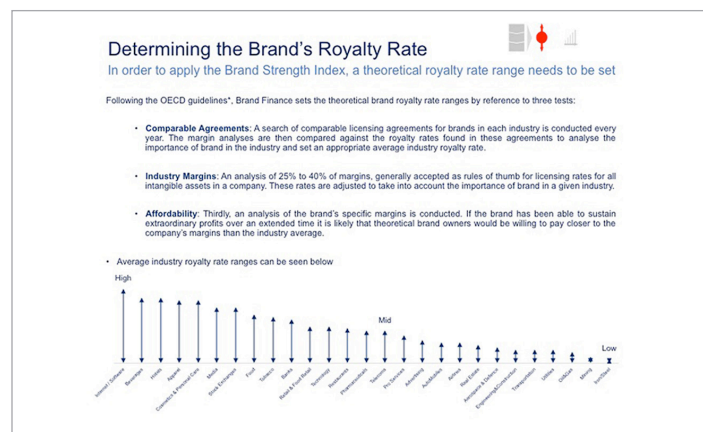 Determining the Brand's Royalty Rate
In order to apply the Brand Strength Index, a theoretical royalty rate range needs to be set
Following the OECD guidelines*, Brand Finance sets the theoretical brand royalty rate ranges by reference to three tests:
• Comparable Agreements: A search of comparable licensing agreements for brands in each industry is conducted every
year. The margin analyses are then compared against the royalty rates found in these agreements to analyse the
importance of brand in the industry and set an appropriate average industry royalty rate.
• Industry Margins: An analysis of 25% to 40% of margins, generally accepted as rules of thumb for licensing rates for all
intangible assets in a company. These rates are adjusted to take into account the importance of brand in a given industry.
• Affordability: Thirdly, an analysis of the brand's specific margins is conducted. If the brand has been able to sustain
extraordinary profits over an extended time it is likely that theoretical brand owners would be willing to pay closer to the
company's margins than the industry average.
• Average industry royalty rate ranges can be seen below
High
Mid
Low
Internet / Software
Beverages
Hotels
Apparel
Cosmetics & Personal Care
Media
Stock Exchanges
Food
Tobacco
Banks
Retail & Food Retail
Technology
Restaurants
Pharmaceuticals
Telecoms
Pro Services
Advertising
Automobiles
Airlines
Real Estate
Aerospace & Defence
Engineering&Construction
Transportation
Utilities
Oil&Gas
Mining
Iron/Steel